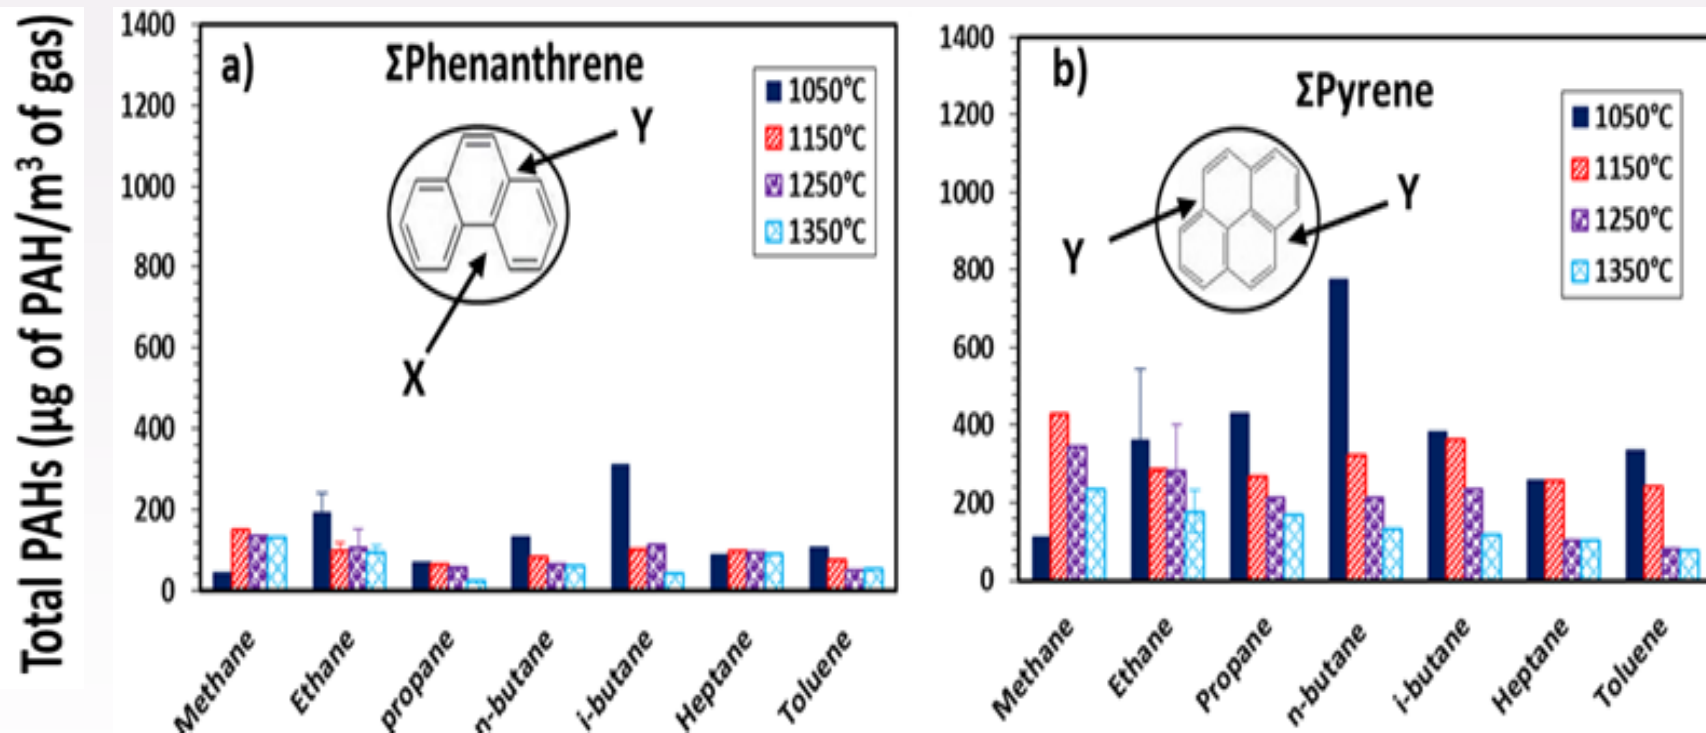 Total PAHs (µg of PAH/m³ of gas)
a)
ΣPhenanthrene
1400
1200
1000
800
600
400
200
0
1050°C
1150°C
1250°C
1350°C
Y
X
Methane
Ethane
propane
n-butane
i-butane
Heptane
Toluene
b)
ΣPyrene
1400
1200
1000
800
600
400
200
0
1050°C
1150°C
1250°C
1350°C
Y
Y
Methane
Ethane
Propane
n-butane
i-butane
Heptane
Toluene